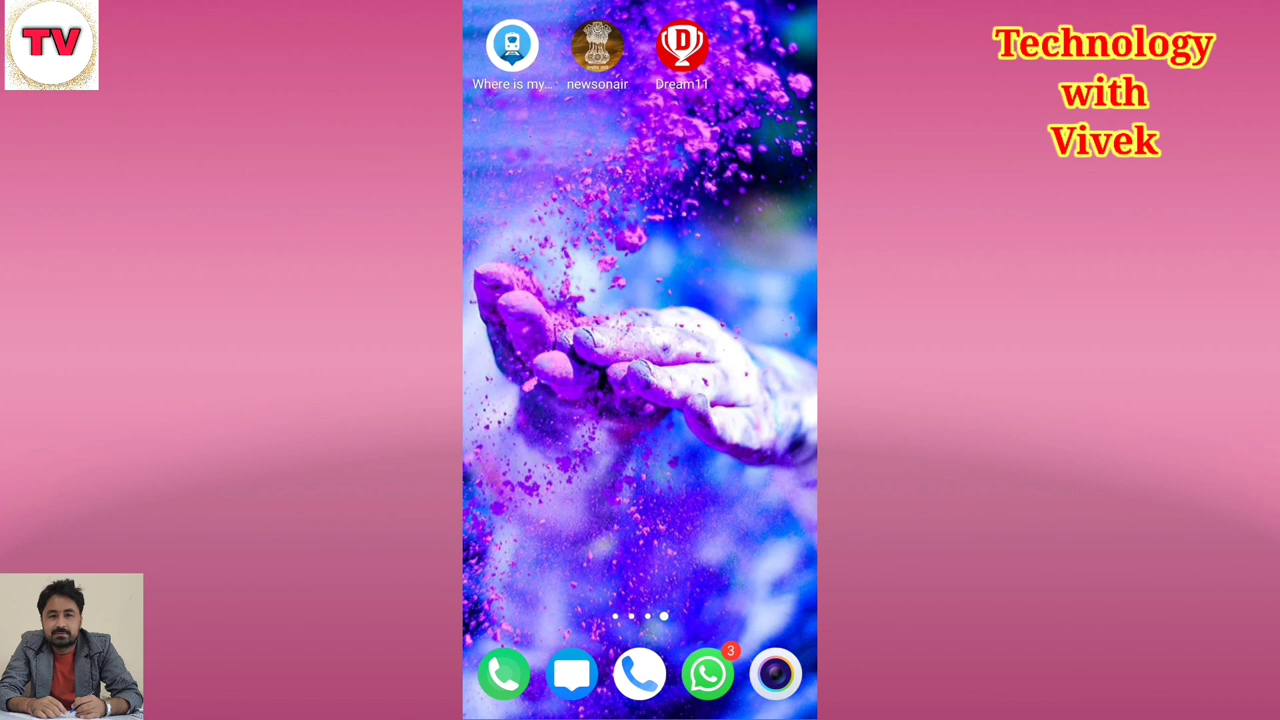 TV
Technology
with
Vivek
Where is my...
newsonair
Dream11
D
3